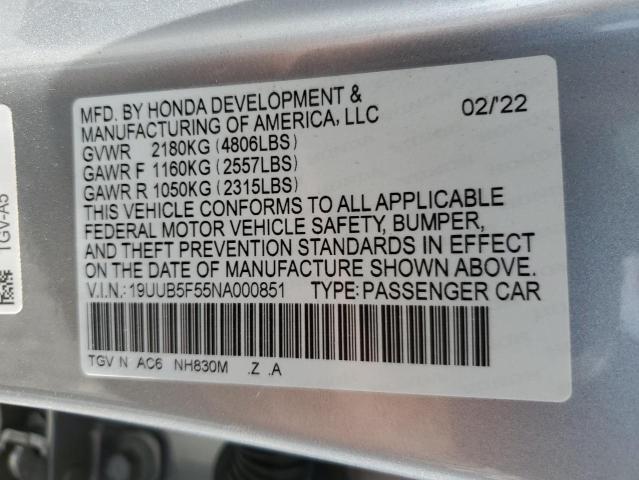 MFD. BY HONDA DEVELOPMENT &
MANUFACTURING OF AMERICA, LLC
02/'22
GVWR 2180KG (4806LBS)
GAWR F 1160KG (2557LBS)
GAWR R 1050KG (2315LBS)
THIS VEHICLE CONFORMS TO ALL APPLICABLE
FEDERAL MOTOR VEHICLE SAFETY, BUMPER,
AND THEFT PREVENTION STANDARDS IN EFFECT
ON THE DATE OF MANUFACTURE SHOWN ABOVE.
V.I.N.: 19UUB5F55NA000851 TYPE: PASSENGER CAR
TGV N AC6 NH830M .Z .A
TGV-A5